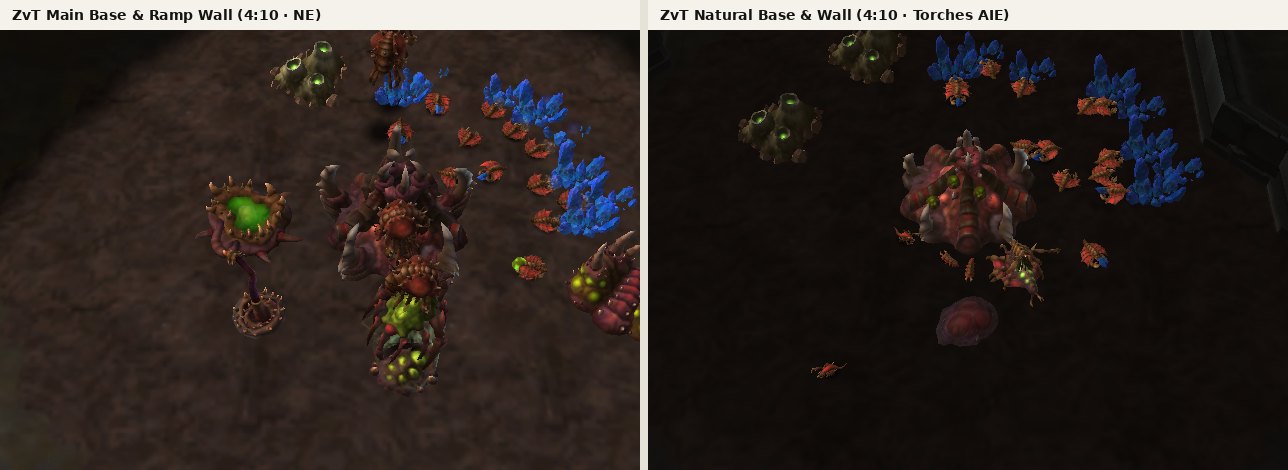 ZvT Main Base & Ramp Wall (4:10 · NE)
ZvT Natural Base & Wall (4:10 · Torches AIE)